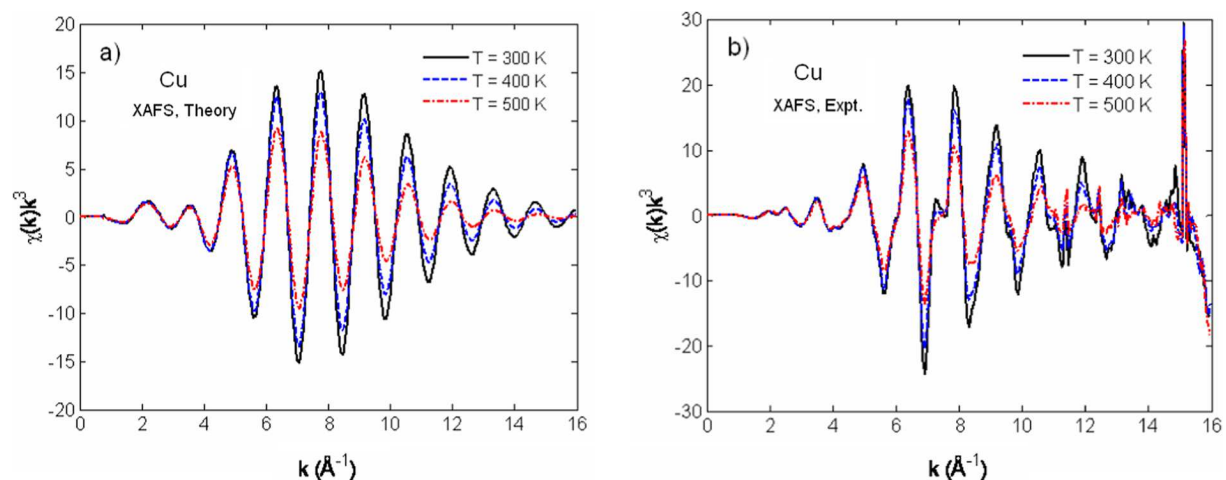 a)
Cu
XAFS, Theory
T = 300 K
T = 400 K
T = 500 K
20
15
10
5
0
-5
-10
-15
-20
χ(k)k³
0 2 4 6 8 10 12 14 16
k (Å⁻¹)
b)
Cu
XAFS, Expt.
T = 300 K
T = 400 K
T = 500 K
30
20
10
0
-10
-20
-30
χ(k)k³
0 2 4 6 8 10 12 14 16
k (Å⁻¹)